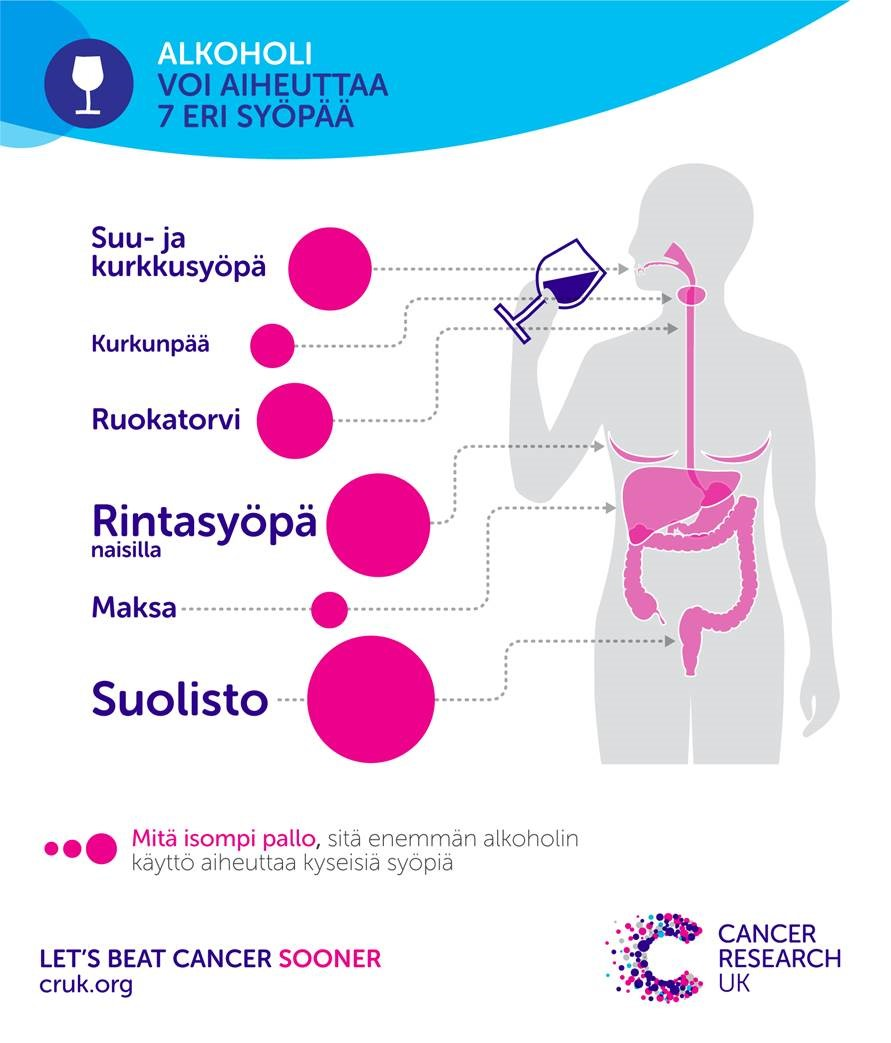 ALKOHOLI
VOI AIHEUTTAA
7 ERI SYÖPÄÄ
Suu- ja
kurkkusyöpä
Kurkunpää
Ruokatorvi
Rintasyöpä
naisilla
Maksa
Suolisto
Mitä isompi pallo, sitä enemmän alkoholin
käyttö aiheuttaa kyseisiä syöpiä
LET'S BEAT CANCER SOONER
cruk.org
CANCER
RESEARCH
UK